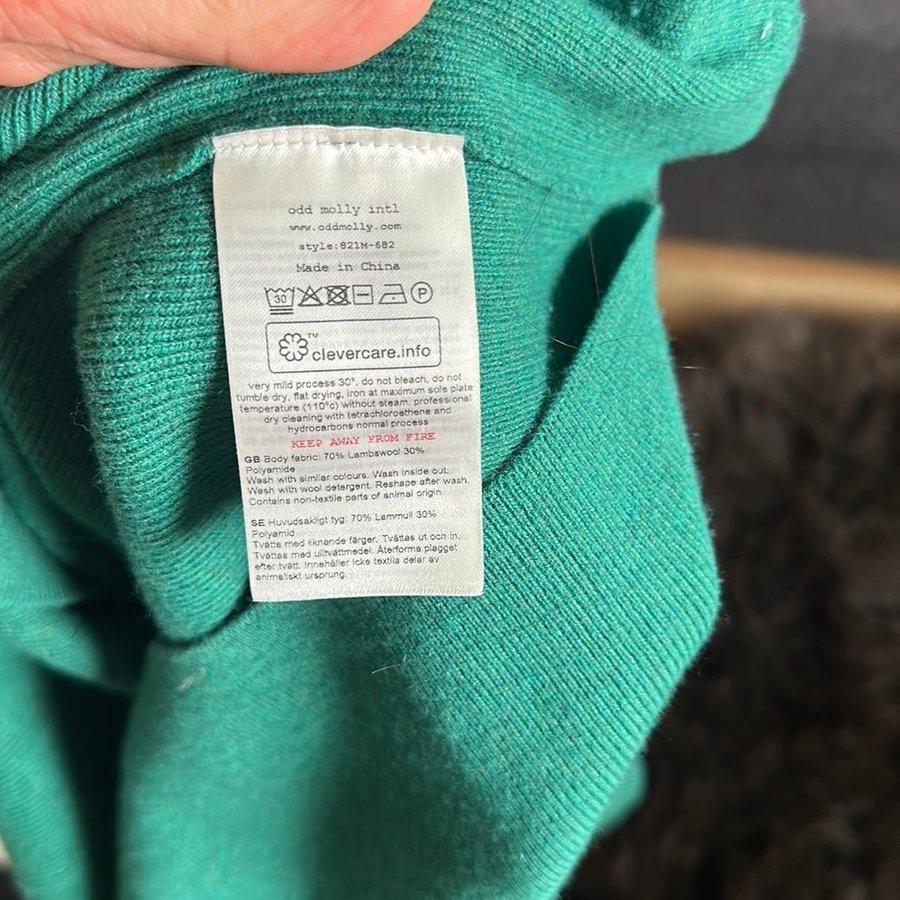 odd molly intl
www.oddmolly.com
style:821M-682
Made in China
30 P
™
clevercare.info
very mild process 30°, do not bleach, do not
tumble dry, flat drying, iron at maximum sole plate
temperature (110°c) without steam, professional
dry cleaning with tetrachloroethene and
hydrocarbons normal process
KEEP AWAY FROM FIRE
GB Body fabric: 70% Lambswool 30%
Polyamide
Wash with similar colours. Wash inside out.
Wash with wool detergent. Reshape after wash.
Contains non-textile parts of animal origin.
SE Huvudsakligt tyg: 70% Lammull 30%
Polyamid
Tvätta med liknande färger. Tvättas ut och in.
Tvättas med ulltvättmedel. Återforma plagget
efter tvätt. Innehåller icke textila delar av
animaliskt ursprung.